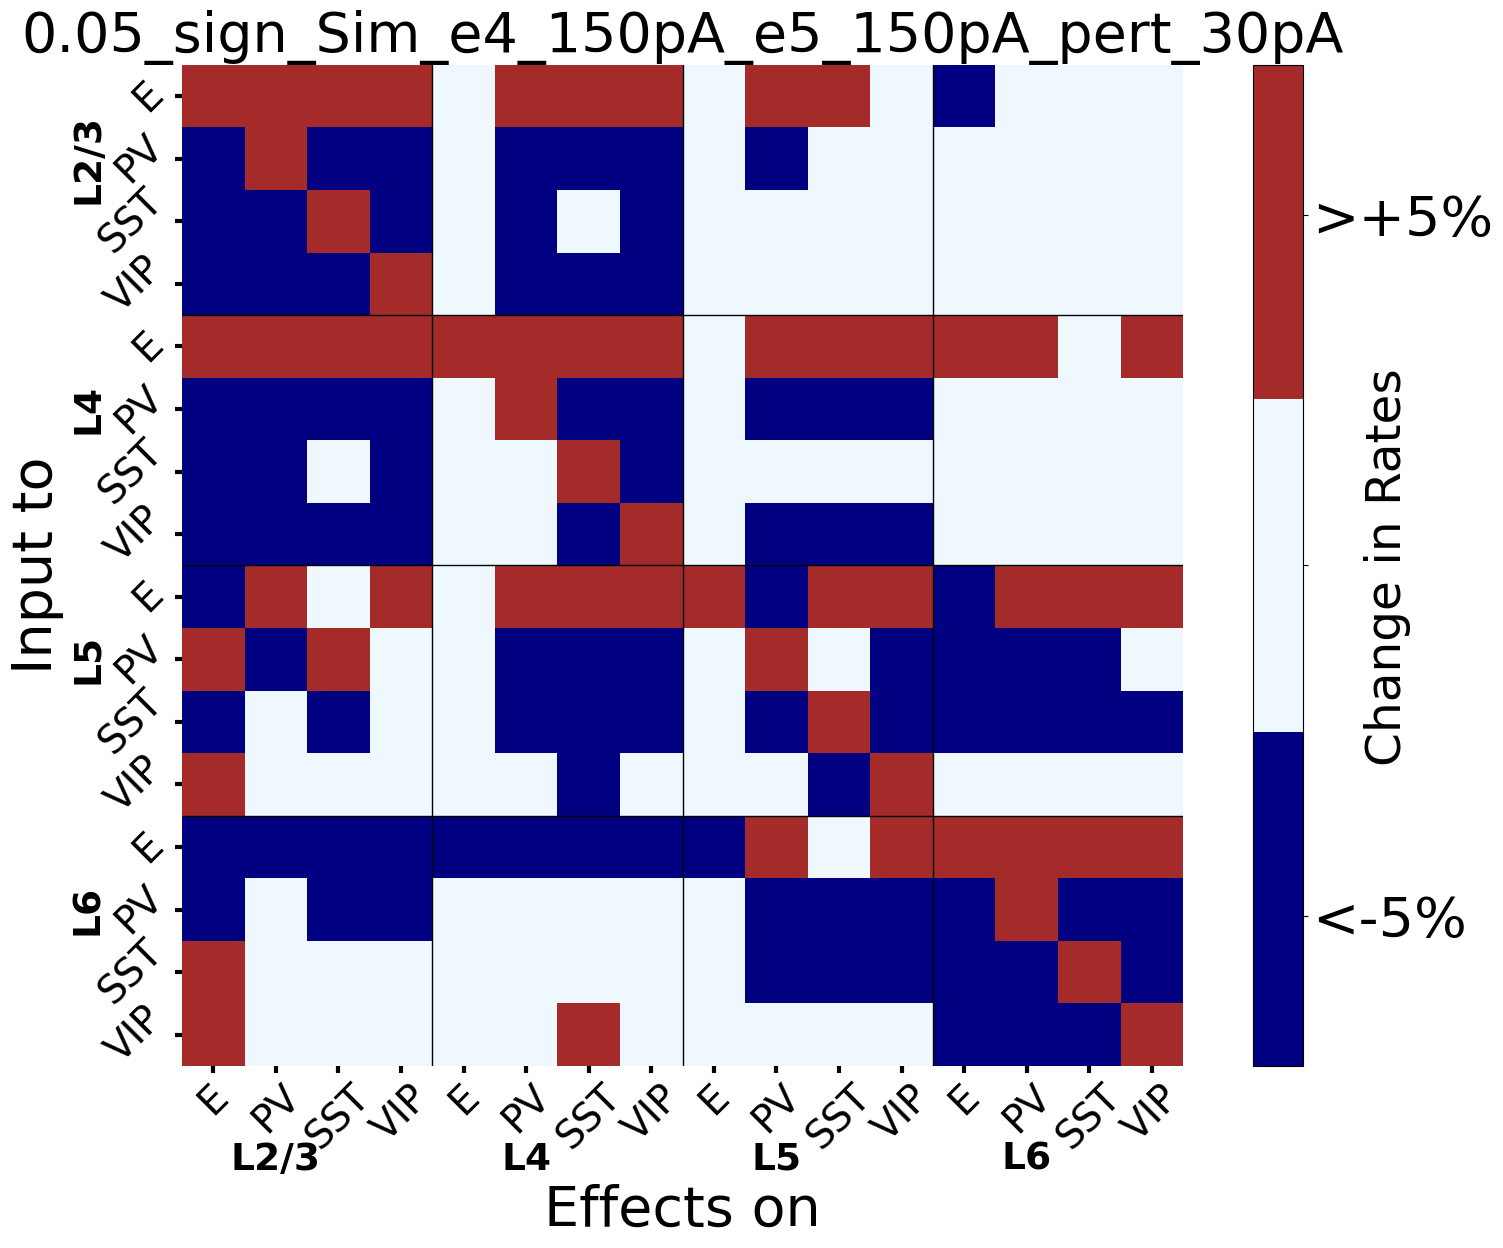 0.05_sign_Sim_e4_150pA_e5_150pA_pert_30pA
Input to
L2/3
E
PV
SST
VIP
L4
E
PV
SST
VIP
L5
E
PV
SST
VIP
L6
E
PV
SST
VIP
E
PV
SST
VIP
E
PV
SST
VIP
E
PV
SST
VIP
E
PV
SST
VIP
L2/3
L4
L5
L6
Effects on
>+5%
<-5%
Change in Rates